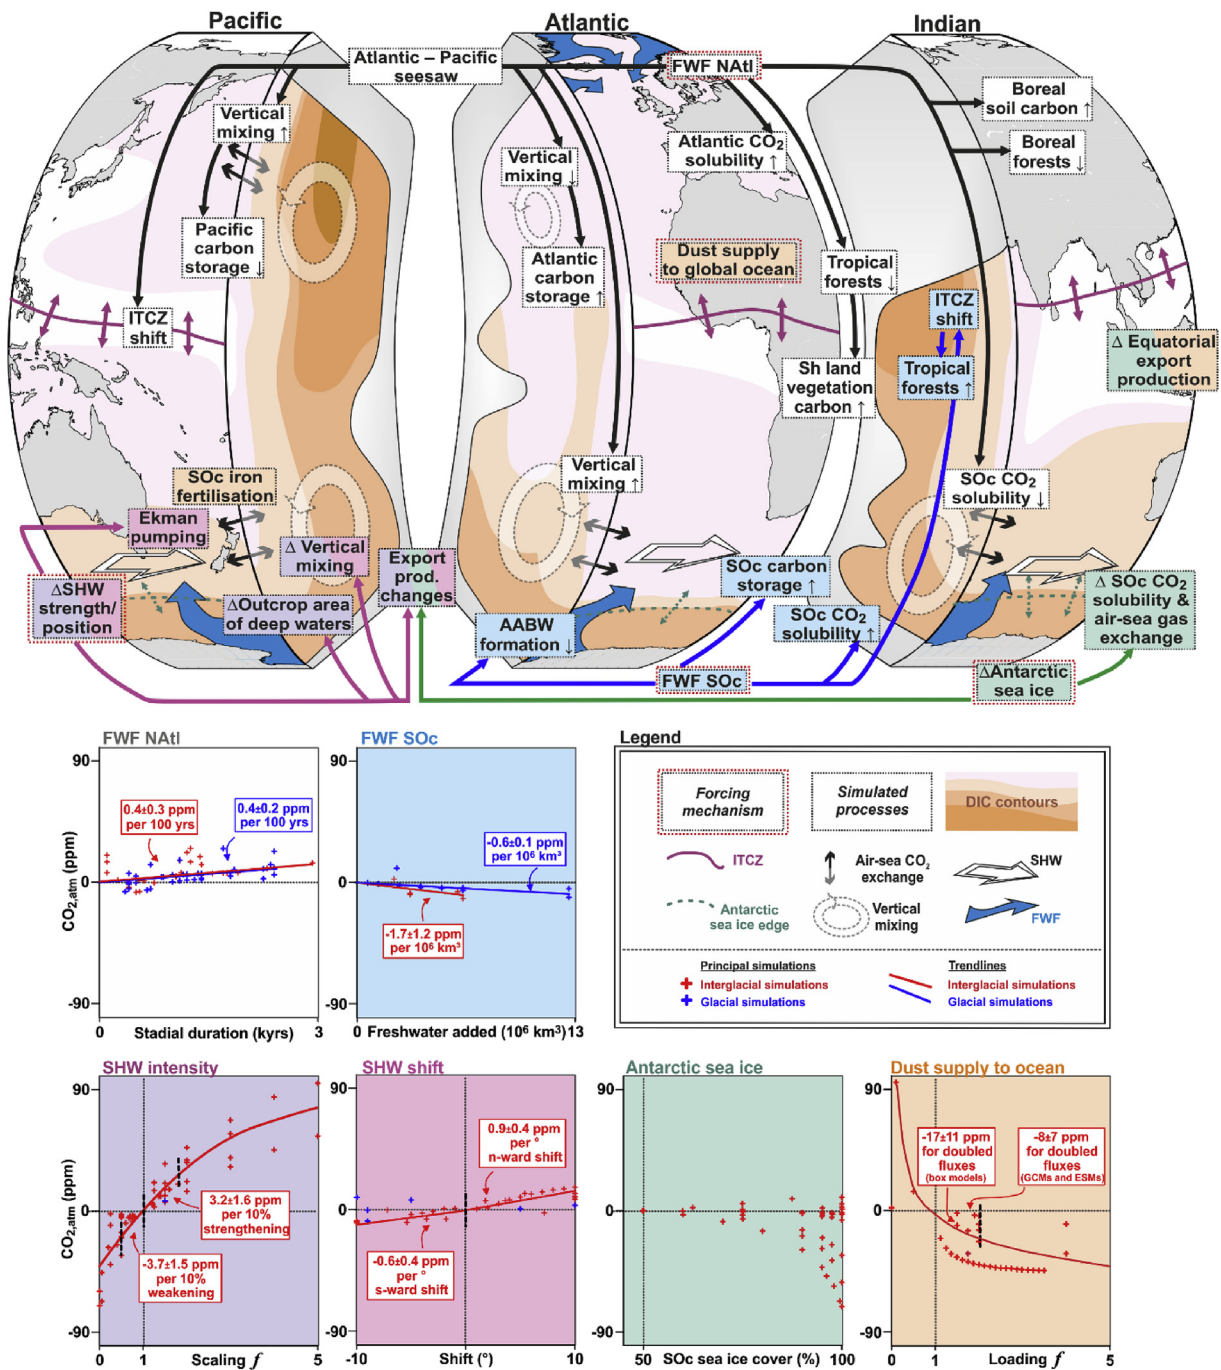 Pacific
Atlantic
Indian
Atlantic – Pacific
seesaw
FWF NAtl
Vertical
mixing ↑
Pacific
carbon
storage ↓
ITCZ
shift
Vertical
mixing ↓
Atlantic
carbon
storage ↑
Atlantic CO₂
solubility ↑
Boreal
soil carbon ↑
Boreal
forests ↓
Dust supply
to global ocean
Tropical
forests ↓
ITCZ
shift
Tropical
forests ↑
Sh land
vegetation
carbon ↑
Δ Equatorial
export
production
SOc iron
fertilisation
Ekman
pumping
Δ Vertical
mixing
ΔSHW
strength/
position
ΔOutcrop area
of deep waters
Export
prod.
changes
Vertical
mixing ↑
AABW
formation ↓
SOc carbon
storage ↑
SOc CO₂
solubility ↑
SOc CO₂
solubility ↓
Δ SOc CO₂
solubility &
air-sea gas
exchange
FWF SOc
ΔAntarctic
sea ice
FWF NAtl
90
0
-90
CO₂,atm (ppm)
0.4±0.3 ppm
per 100 yrs
0.4±0.2 ppm
per 100 yrs
0
Stadial duration (kyrs)
3
FWF SOc
90
0
-90
-0.6±0.1 ppm
per 10⁶ km³
-1.7±1.2 ppm
per 10⁶ km³
0
Freshwater added (10⁶ km³)
13
Legend
Forcing
mechanism
Simulated
processes
DIC contours
ITCZ
Air-sea CO₂
exchange
SHW
Antarctic
sea ice edge
Vertical
mixing
FWF
Principal simulations
Interglacial simulations
Glacial simulations
Trendlines
Interglacial simulations
Glacial simulations
SHW intensity
90
0
-90
CO₂,atm (ppm)
3.2±1.6 ppm
per 10%
strengthening
-3.7±1.5 ppm
per 10%
weakening
0
1
Scaling f
5
SHW shift
90
0
-90
0.9±0.4 ppm
per °
n-ward shift
-0.6±0.4 ppm
per °
s-ward shift
-10
Shift (°)
10
Antarctic sea ice
90
0
-90
50
SOc sea ice cover (%)
100
Dust supply to ocean
90
0
-90
-17±11 ppm
for doubled
fluxes
(box models)
-8±7 ppm
for doubled
fluxes
(GCMs and ESMs)
0
1
Loading f
5